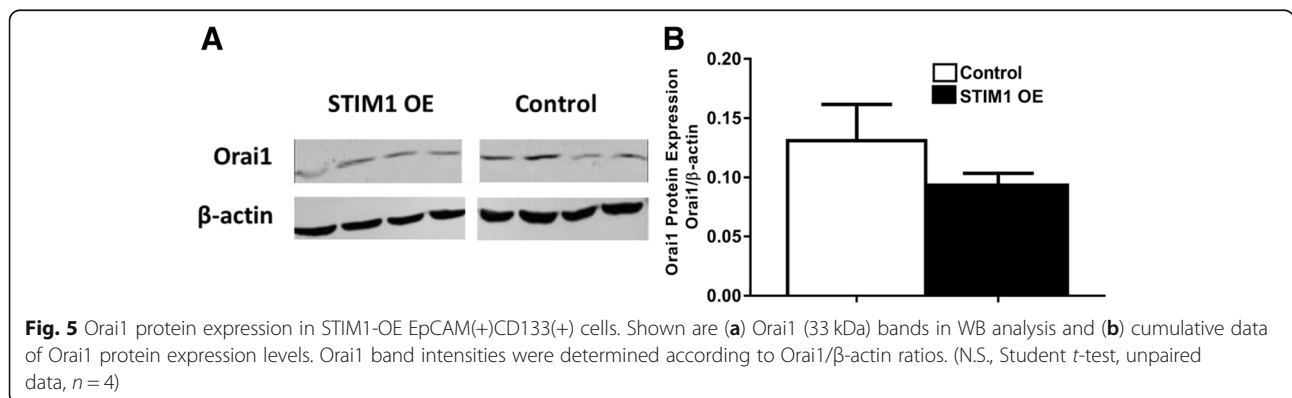 A
STIM1 OE Control
Orai1
β-actin
B
Orai1 Protein Expression
Orai1/β-actin
0.20
0.15
0.10
0.05
0.00
Control
STIM1 OE
Fig. 5 Orai1 protein expression in STIM1-OE EpCAM(+)CD133(+) cells. Shown are (a) Orai1 (33 kDa) bands in WB analysis and (b) cumulative data
of Orai1 protein expression levels. Orai1 band intensities were determined according to Orai1/β-actin ratios. (N.S., Student t-test, unpaired
data, n = 4)